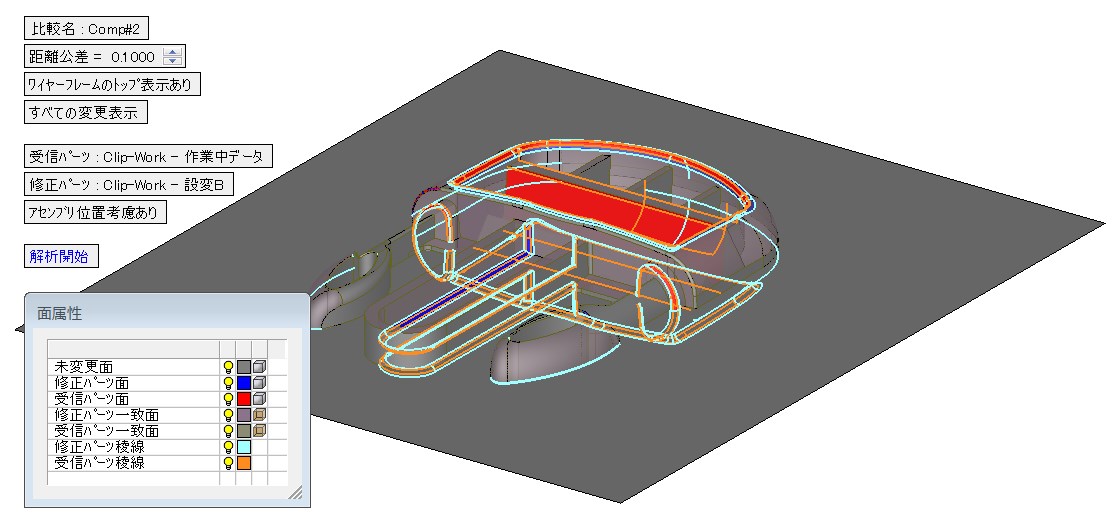 比較名 : Comp#2
距離公差 = 0.1000
ﾜｲﾔｰﾌﾚｰﾑのﾄｯﾌﾟ表示あり
すべての変更表示
受信ﾊﾟｰﾂ : Clip-Work - 作業中データ
修正ﾊﾟｰﾂ : Clip-Work - 設変B
ｱｾﾝﾌﾞﾘ位置考慮あり
解析開始
面属性
未変更面
修正ﾊﾟｰﾂ面
受信ﾊﾟｰﾂ面
修正ﾊﾟｰﾂ一致面
受信ﾊﾟｰﾂ一致面
修正ﾊﾟｰﾂ稜線
受信ﾊﾟｰﾂ稜線